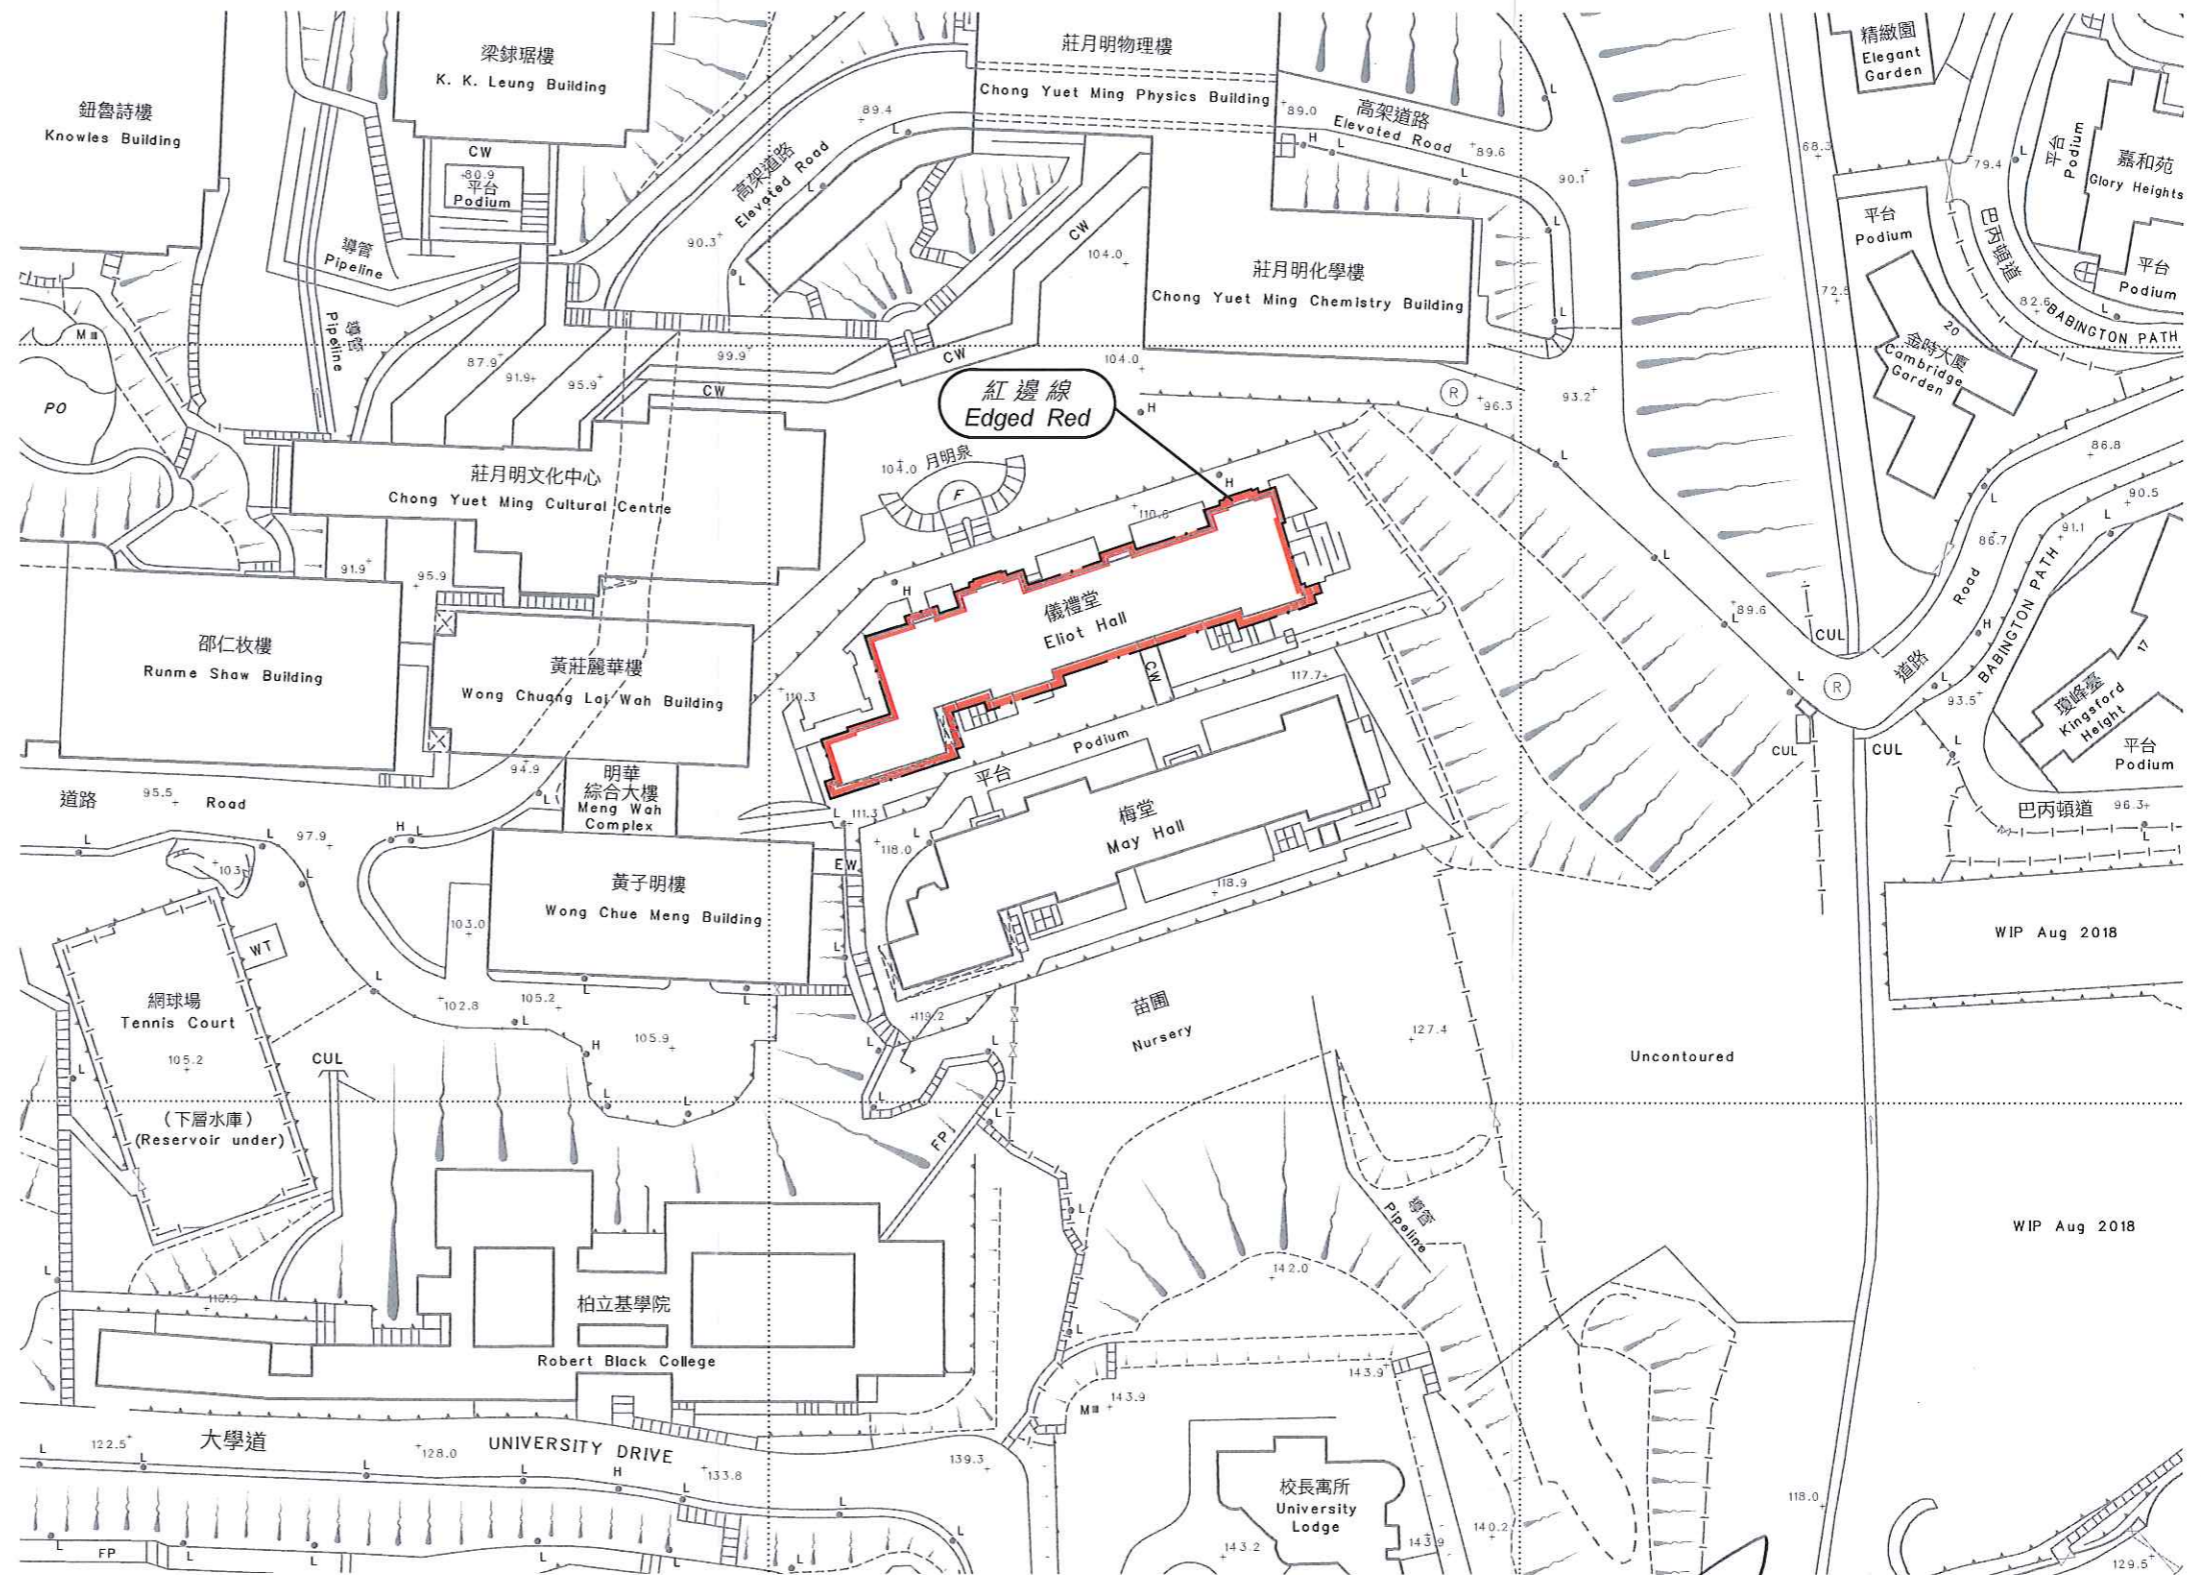 鈕魯詩樓
Knowles Building
梁銶琚樓
K. K. Leung Building
CW
80.9
平台
Podium
導管
Pipeline
導管
Pipeline
莊月明物理樓
Chong Yuet Ming Physics Building
89.4
高架道路
Elevated Road
90.3
89.0
高架道路
Elevated Road
89.6
90.1
精緻園
Elegant
Garden
68.3
79.4
平台
Podium
嘉和苑
Glory Heights
平台
Podium
巴丙頓道
平台
Podium
82.6
BABINGTON PATH
72.5
20
金時大廈
Cambridge
Garden
CW
104.0
莊月明化學樓
Chong Yuet Ming Chemistry Building
PO
87.9
91.9
95.9
99.9
CW
CW
104.0
紅邊線
Edged Red
H
R
96.3
93.2
86.8
90.5
91.1
86.7
莊月明文化中心
Chong Yuet Ming Cultural Centre
104.0
月明泉
F
H
110.6
91.9
95.9
H
儀禮堂
Eliot Hall
CW
117.7
89.6
CUL
道路
Road
BABINGTON PATH
17
瓊峰臺
Kingsford
Height
平台
Podium
93.5
R
CUL
CUL
邵仁枚樓
Runme Shaw Building
黃莊麗華樓
Wong Chuang Lai Wah Building
110.3
94.9
明華
綜合大樓
Meng Wah
Complex
平台
Podium
111.3
118.0
梅堂
May Hall
118.9
巴丙頓道
96.3
道路
95.5
Road
97.9
H
L
103.0
黃子明樓
Wong Chue Meng Building
EW
WIP Aug 2018
WT
網球場
Tennis Court
105.2
(下層水庫)
(Reservoir under)
CUL
102.8
105.2
105.9
H
119.2
苗圃
Nursery
127.4
Uncontoured
FP
導管
Pipeline
142.0
WIP Aug 2018
柏立基學院
Robert Black College
143.9
143.9
122.5
大學道
128.0
UNIVERSITY DRIVE
H
133.8
139.3
校長寓所
University
Lodge
143.2
143.9
140.2
118.0
129.5
FP